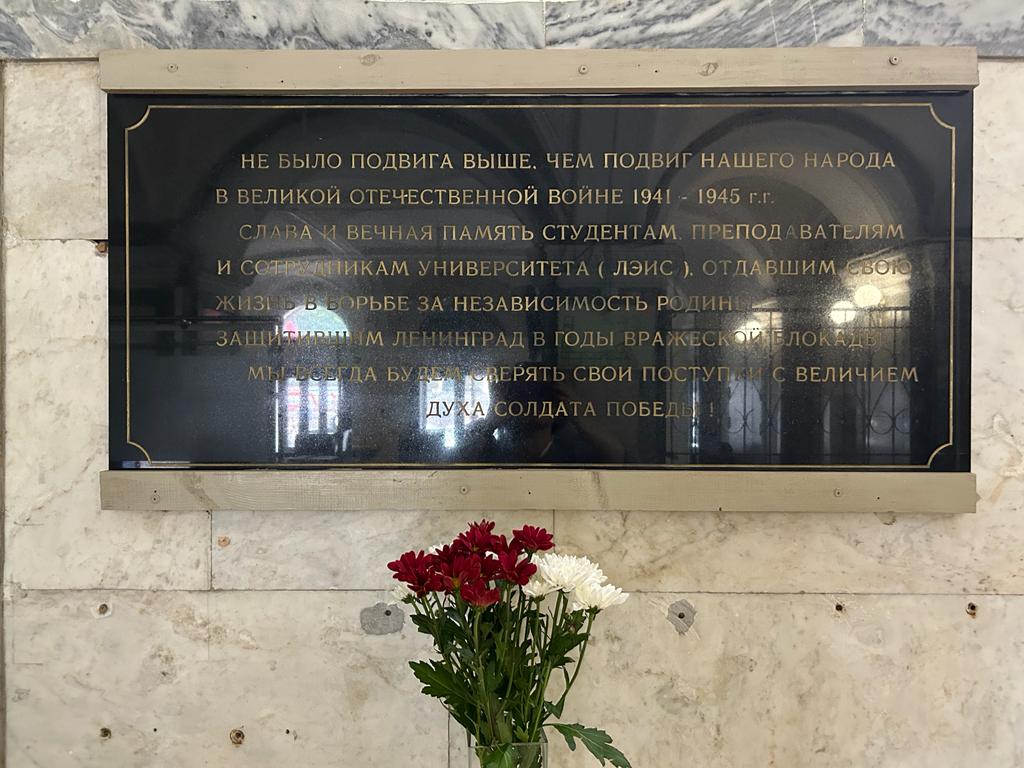 НЕ БЫЛО ПОДВИГА ВЫШЕ, ЧЕМ ПОДВИГ НАШЕГО НАРОДА
В ВЕЛИКОЙ ОТЕЧЕСТВЕННОЙ ВОЙНЕ 1941 - 1945 г.г.
СЛАВА И ВЕЧНАЯ ПАМЯТЬ СТУДЕНТАМ, ПРЕПОДАВАТЕЛЯМ
И СОТРУДНИКАМ УНИВЕРСИТЕТА ( ЛЭИС ), ОТДАВШИМ СВОЮ
ЖИЗНЬ В БОРЬБЕ ЗА НЕЗАВИСИМОСТЬ РОДИНЫ
ЗАЩИТИВШИМ ЛЕНИНГРАД В ГОДЫ ВРАЖЕСКОЙ БЛОКАДЫ
МЫ ВСЕГДА БУДЕМ СВЕРЯТЬ СВОИ ПОСТУПКИ С ВЕЛИЧИЕМ
ДУХА СОЛДАТА ПОБЕДЫ !